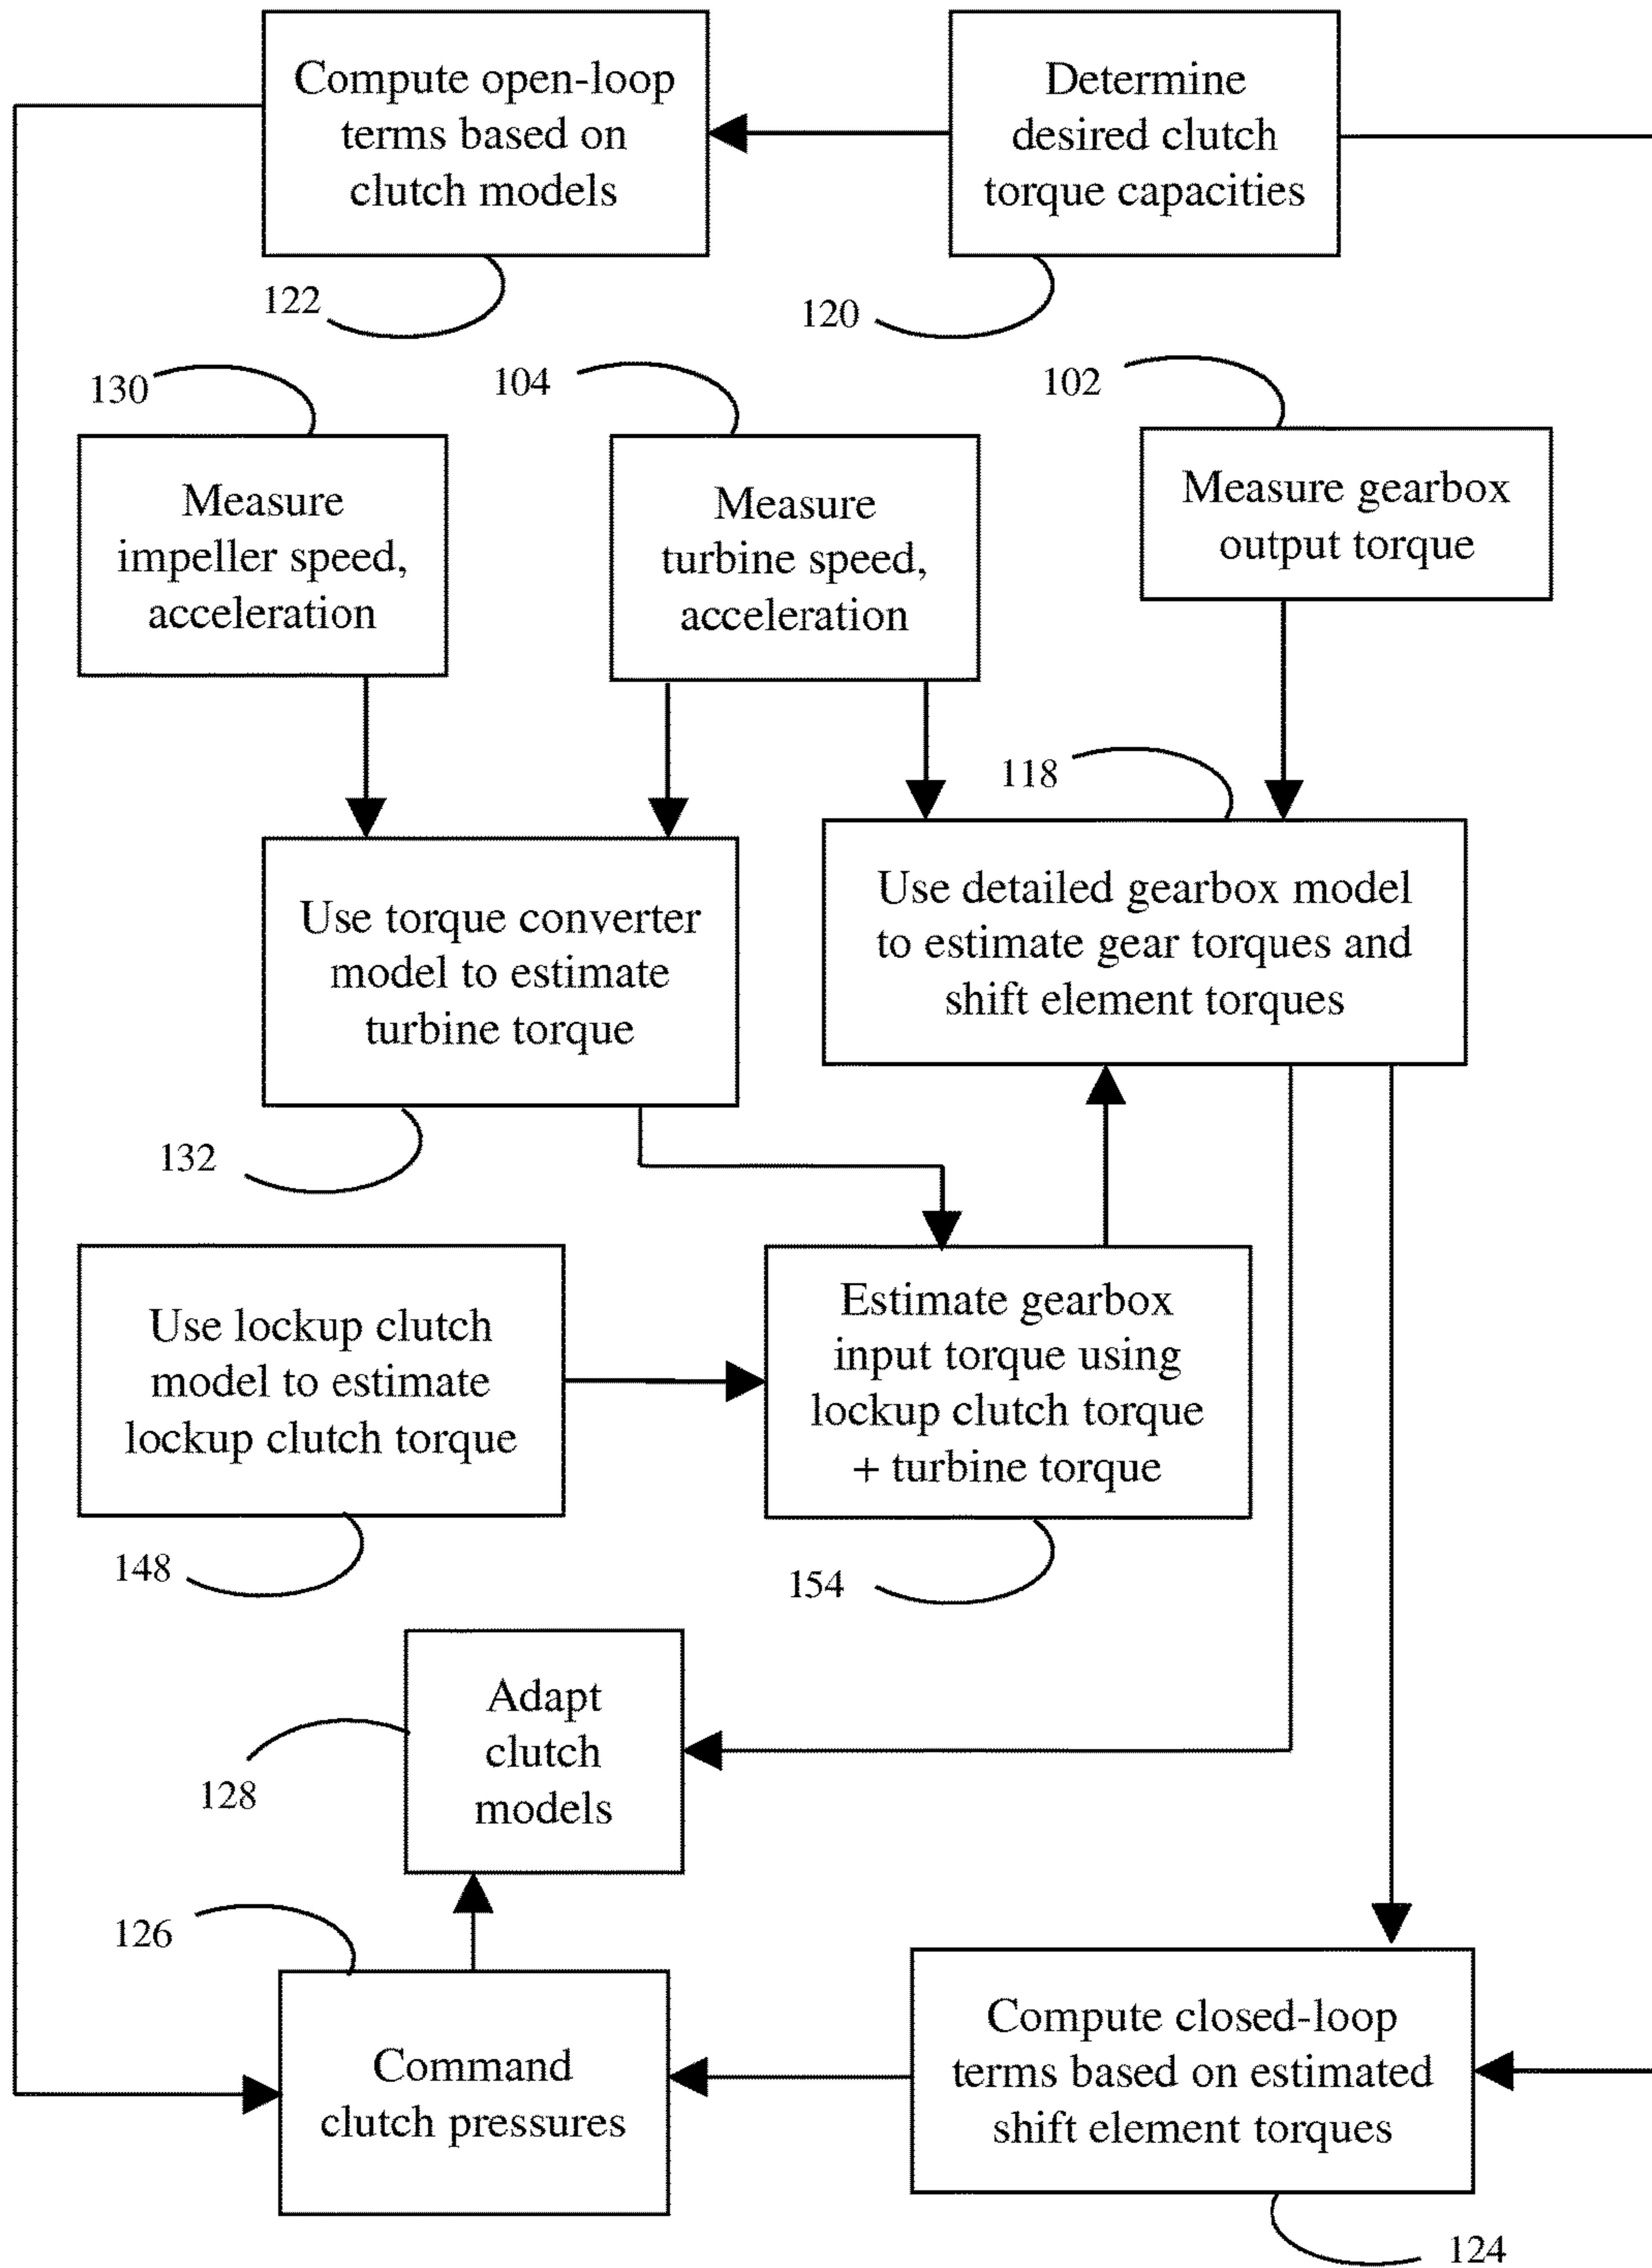 Compute open-loop
terms based on
clutch models
Determine
desired clutch
torque capacities
122
120
130
104
102
Measure
impeller speed,
acceleration
Measure
turbine speed,
acceleration
Measure gearbox
output torque
118
Use torque converter
model to estimate
turbine torque
Use detailed gearbox model
to estimate gear torques and
shift element torques
132
Use lockup clutch
model to estimate
lockup clutch torque
Estimate gearbox
input torque using
lockup clutch torque
+ turbine torque
148
154
Adapt
clutch
models
128
126
Command
clutch pressures
Compute closed-loop
terms based on estimated
shift element torques
124